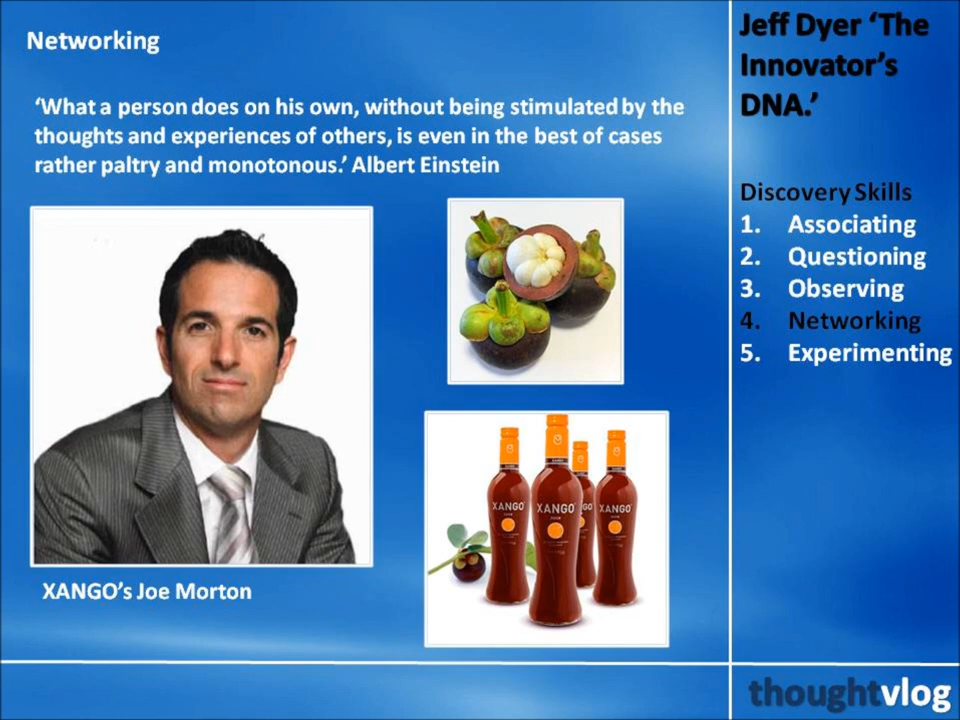 Networking
‘What a person does on his own, without being stimulated by the
thoughts and experiences of others, is even in the best of cases
rather paltry and monotonous.’ Albert Einstein
XANGO
XANGO
XANGO
XANGO’s Joe Morton
Jeff Dyer ‘The
Innovator’s
DNA.’
Discovery Skills
1. Associating
2. Questioning
3. Observing
4. Networking
5. Experimenting
thoughtvlog